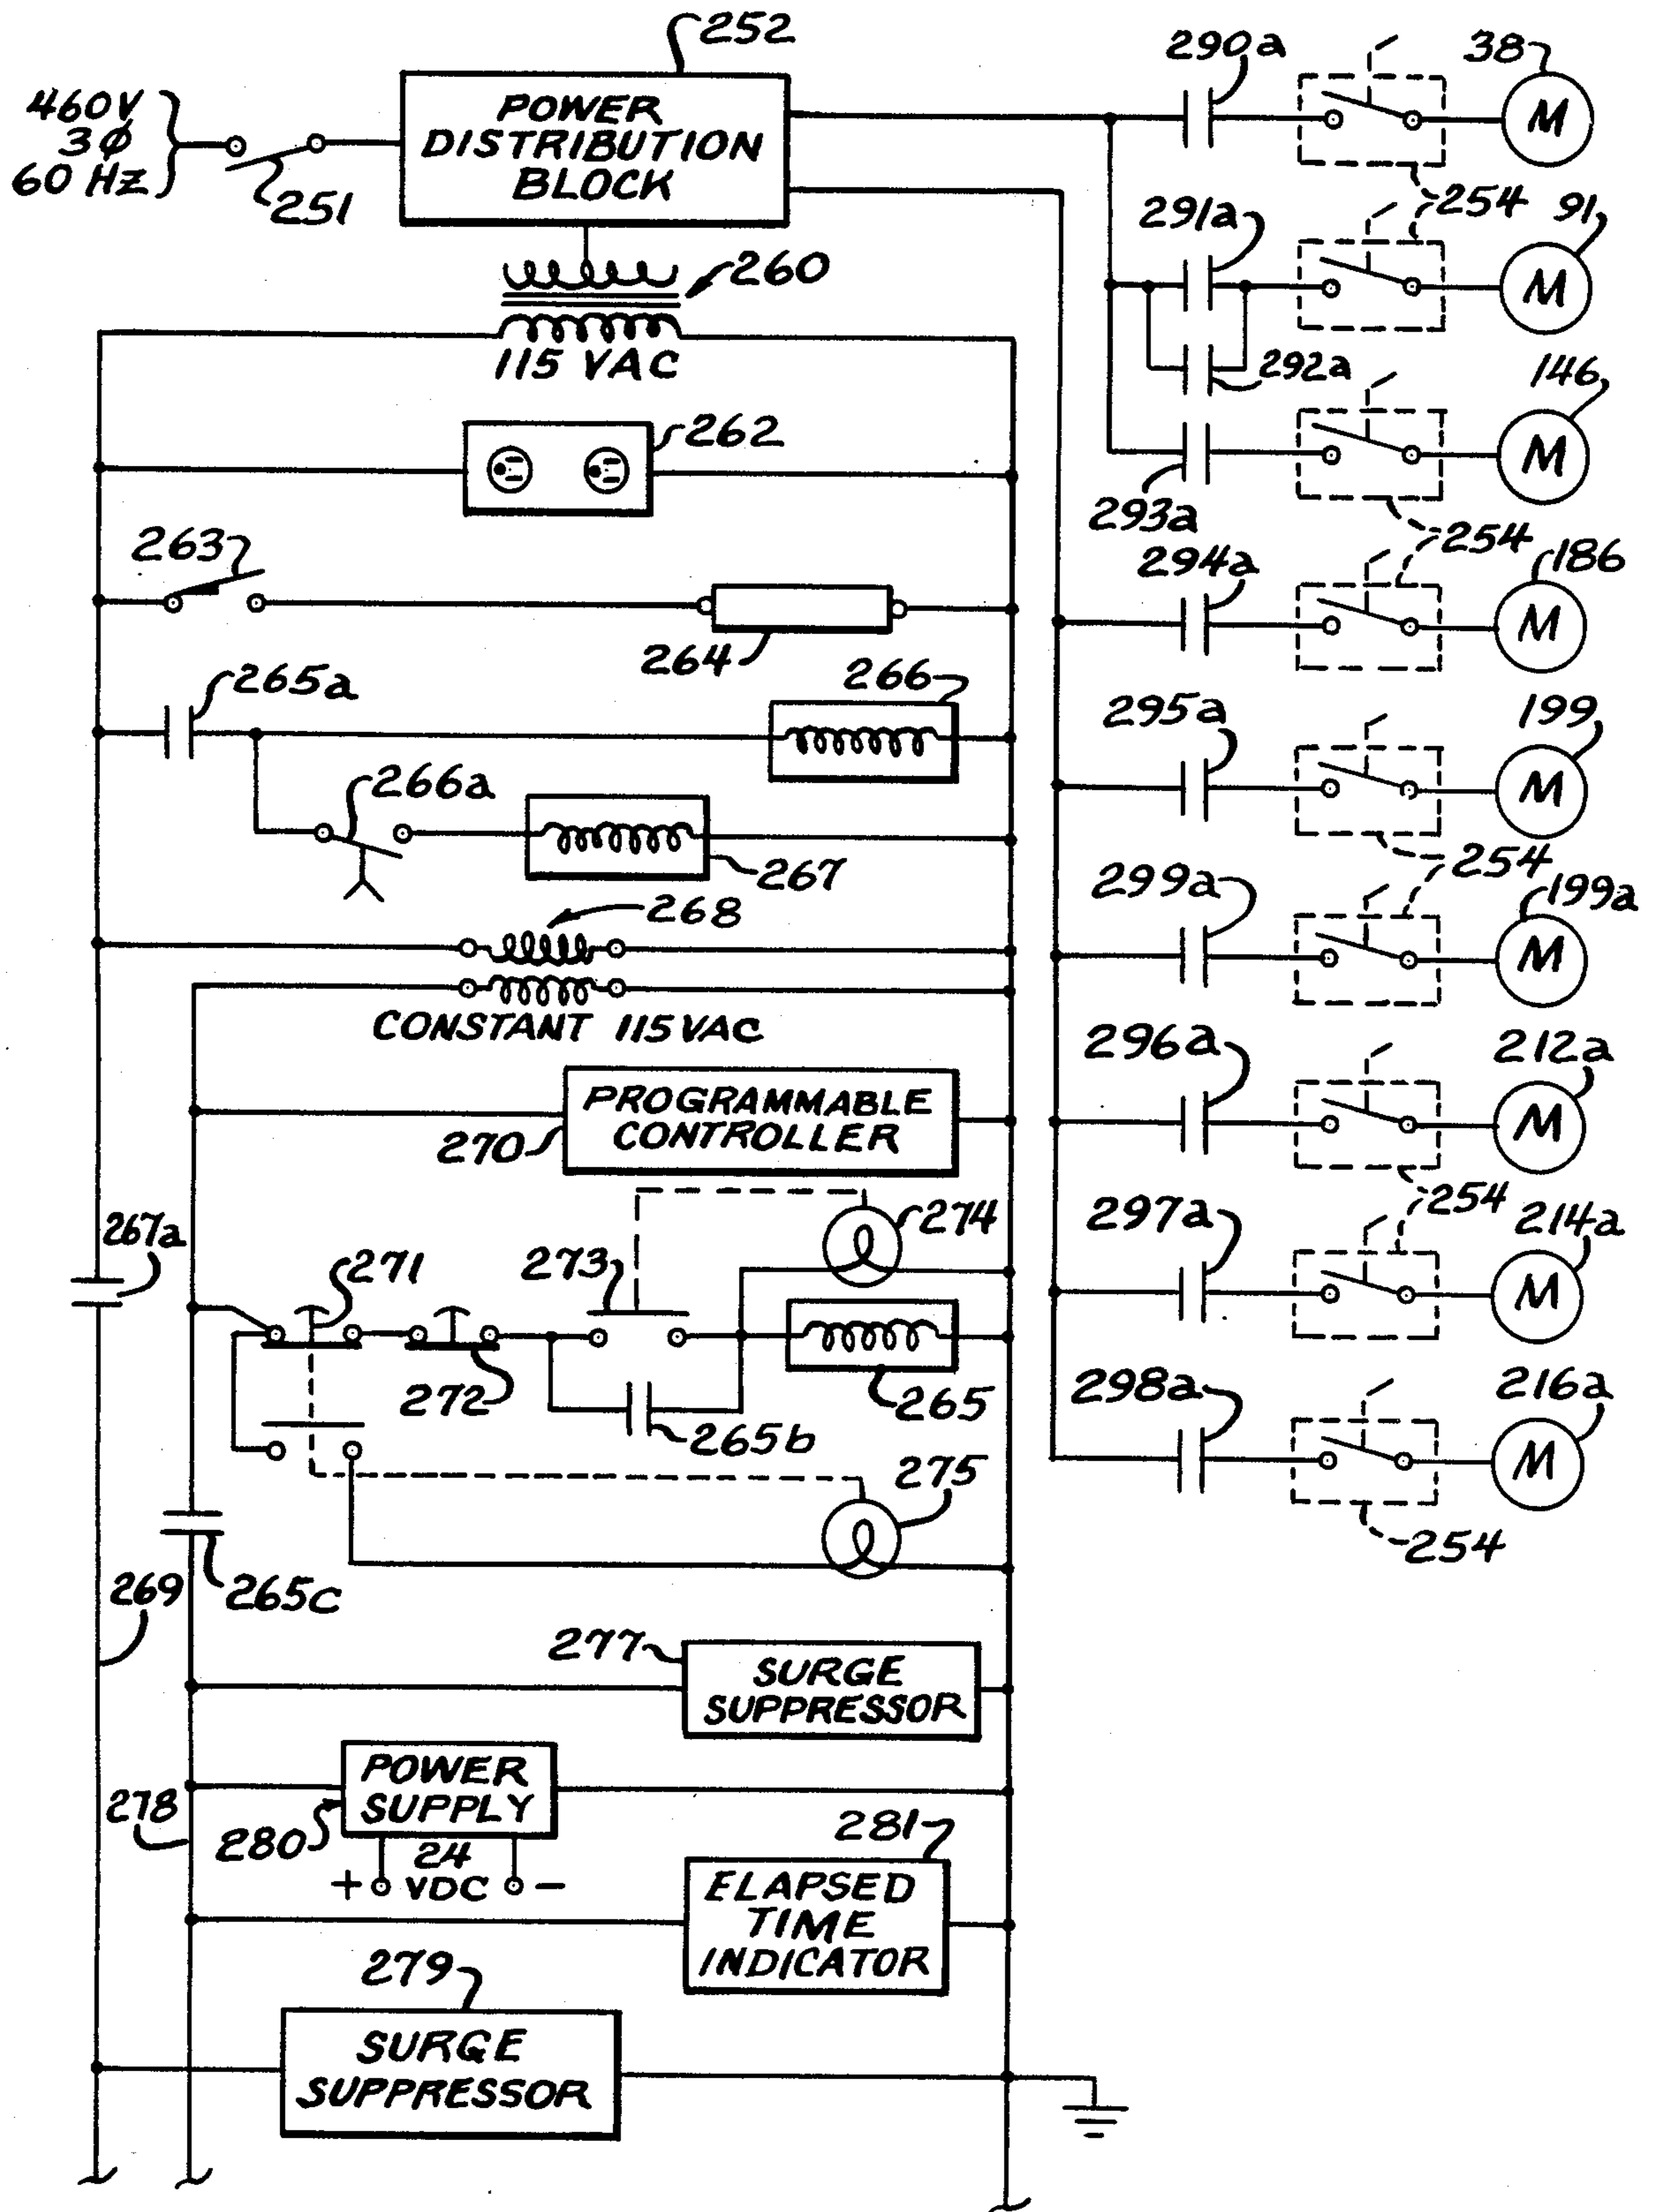 252
460V
3Ø
60 Hz
251
POWER
DISTRIBUTION
BLOCK
260
115 VAC
262
263
264
265a
266
266a
267
268
CONSTANT 115VAC
PROGRAMMABLE
CONTROLLER
270
267a
271
273
274
272
265
265b
275
269
265c
277
SURGE
SUPPRESSOR
POWER
SUPPLY
278
280
24
+ VDC -
281
ELAPSED
TIME
INDICATOR
279
SURGE
SUPPRESSOR
290a
38
M
254
291a
91
M
292a
146
M
293a
254
294a
186
M
295a
199
M
254
299a
199a
M
296a
212a
M
254
297a
214a
M
298a
216a
M
254